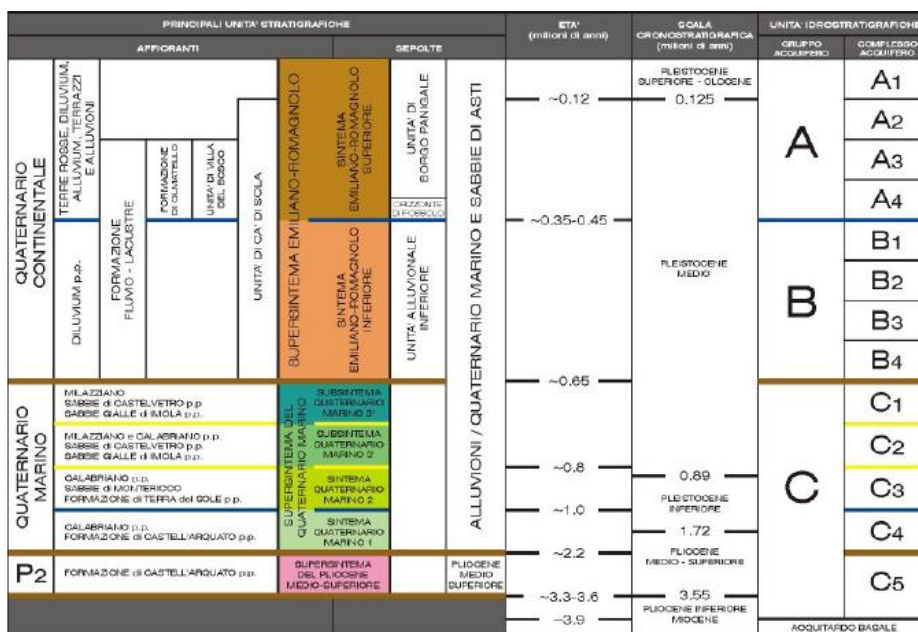 PRINCIPALI UNITA' STRATIGRAFICHE
ETA'
(milioni di anni)
SCALA
CRONOSTRATIGRAFICA
(milioni di anni)
UNITA' IDROSTRATIGRAFICHE
AFFIORANTI
SEPOLTE
GRUPPO
ACQUIFERO
COMPLESSO
ACQUIFERO
QUATERNARIO
CONTINENTALE
TERRE ROSSE, DILUVIUM,
ALLUVIUM, TERRAZZI
E ALLUVIONI
DILUVIUM p.p.
FORMAZIONE
FLUVO - LACUSTRE
FORMAZIONE
DI OLMATELLO
UNITA' DI VILLA
DEL BOSCO
UNITA' DI CA' DI SOLA
SUPERSINTEMA EMILIANO-ROMAGNOLO
SINTEMA
EMILIANO-ROMAGNOLO
SUPERIORE
SINTEMA
EMILIANO-ROMAGNOLO
INFERIORE
UNITA' DI
BORGO PANIGALE
ORIZZONTE
DI FOSSOLO
UNITA' ALLUVIONALE
INFERIORE
ALLUVIONI / QUATERNARIO MARINO E SABBIE DI ASTI
~0.12
~0.35-0.45
~0.65
~0.8
~1.0
~2.2
~3.3-3.6
~3.9
PLEISTOCENE
SUPERIORE - OLOCENE
0.125
PLEISTOCENE
MEDIO
0.89
PLEISTOCENE
INFERIORE
1.72
PLIOCENE
MEDIO - SUPERIORE
3.55
PLIOCENE INFERIORE
MIOCENE
A
A1
A2
A3
A4
B
B1
B2
B3
B4
C
C1
C2
C3
C4
C5
ACQUITARDO BASALE
QUATERNARIO
MARINO
MILAZZIANO
SABBIE di CASTELVETRO p.p.
SABBIE GIALLE di IMOLA p.p.
MILAZZIANO e CALABRIANO p.p.
SABBIE di CASTELVETRO p.p.
SABBIE GIALLE di IMOLA p.p.
CALABRIANO p.p.
SABBIE di MONTERICCO
FORMAZIONE di TERRA del SOLE p.p.
CALABRIANO p.p.
FORMAZIONE di CASTELL'ARQUATO p.p.
SUPERSINTEMA DEL
QUATERNARIO MARINO
SUBSINTEMA
QUATERNARIO
MARINO 3'
SUBSINTEMA
QUATERNARIO
MARINO 3
SINTEMA
QUATERNARIO
MARINO 2
SINTEMA
QUATERNARIO
MARINO 1
P2
FORMAZIONE di CASTELL'ARQUATO p.p.
SUPERSINTEMA
DEL PLIOCENE
MEDIO-SUPERIORE
PLIOCENE
MEDIO
SUPERIORE